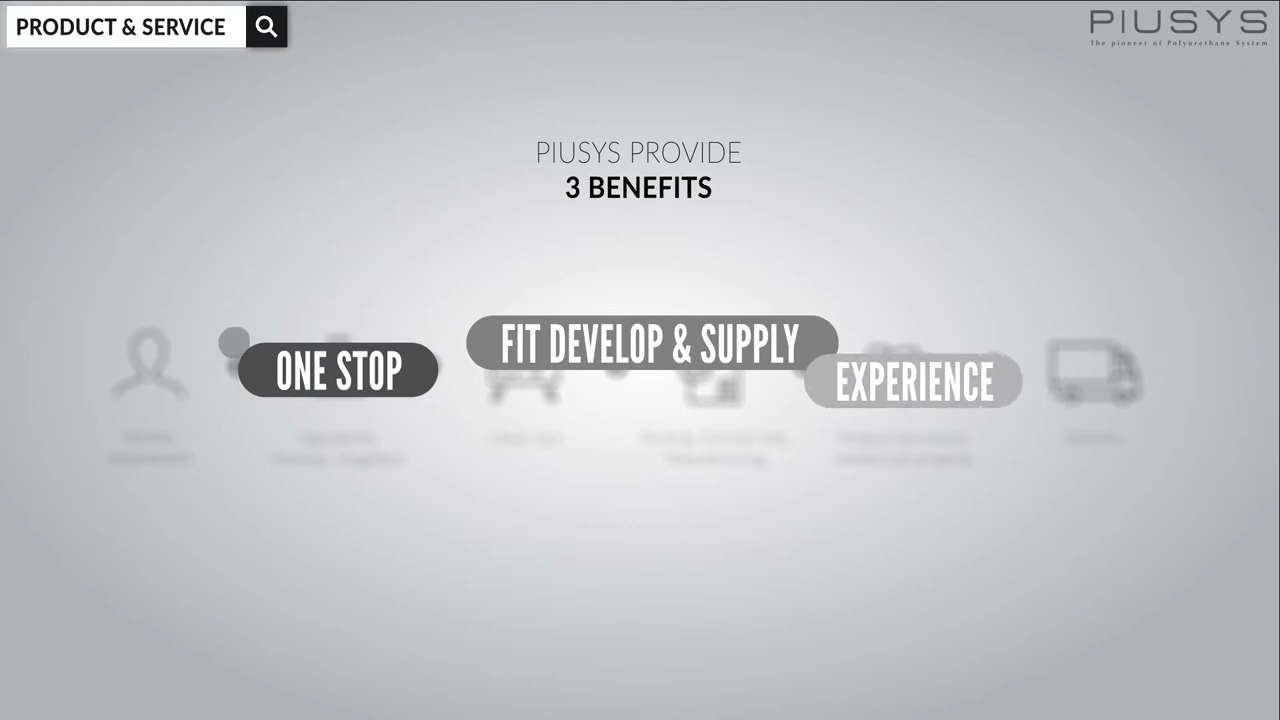 PRODUCT & SERVICE
PIUSYS
The pioneer of Polyurethane System
PIUSYS PROVIDE
3 BENEFITS
ONE STOP
FIT DEVELOP & SUPPLY
EXPERIENCE